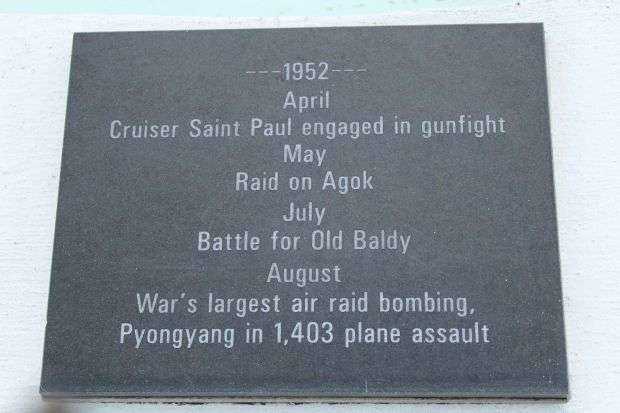 ---1952---
April
Cruiser Saint Paul engaged in gunfight
May
Raid on Agok
July
Battle for Old Baldy
August
War's largest air raid bombing,
Pyongyang in 1,403 plane assault